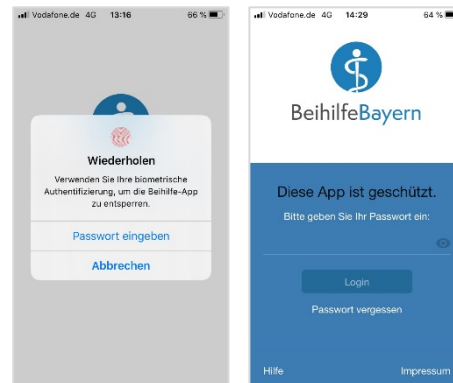 Vodafone.de 4G 13:16 66 %
Wiederholen
Verwenden Sie Ihre biometrische
Authentifizierung, um die Beihilfe-App
zu entsperren.
Passwort eingeben
Abbrechen
Vodafone.de 4G 14:29 64 %
BeihilfeBayern
Diese App ist geschützt.
Bitte geben Sie Ihr Passwort ein:
Login
Passwort vergessen
Hilfe Impressum